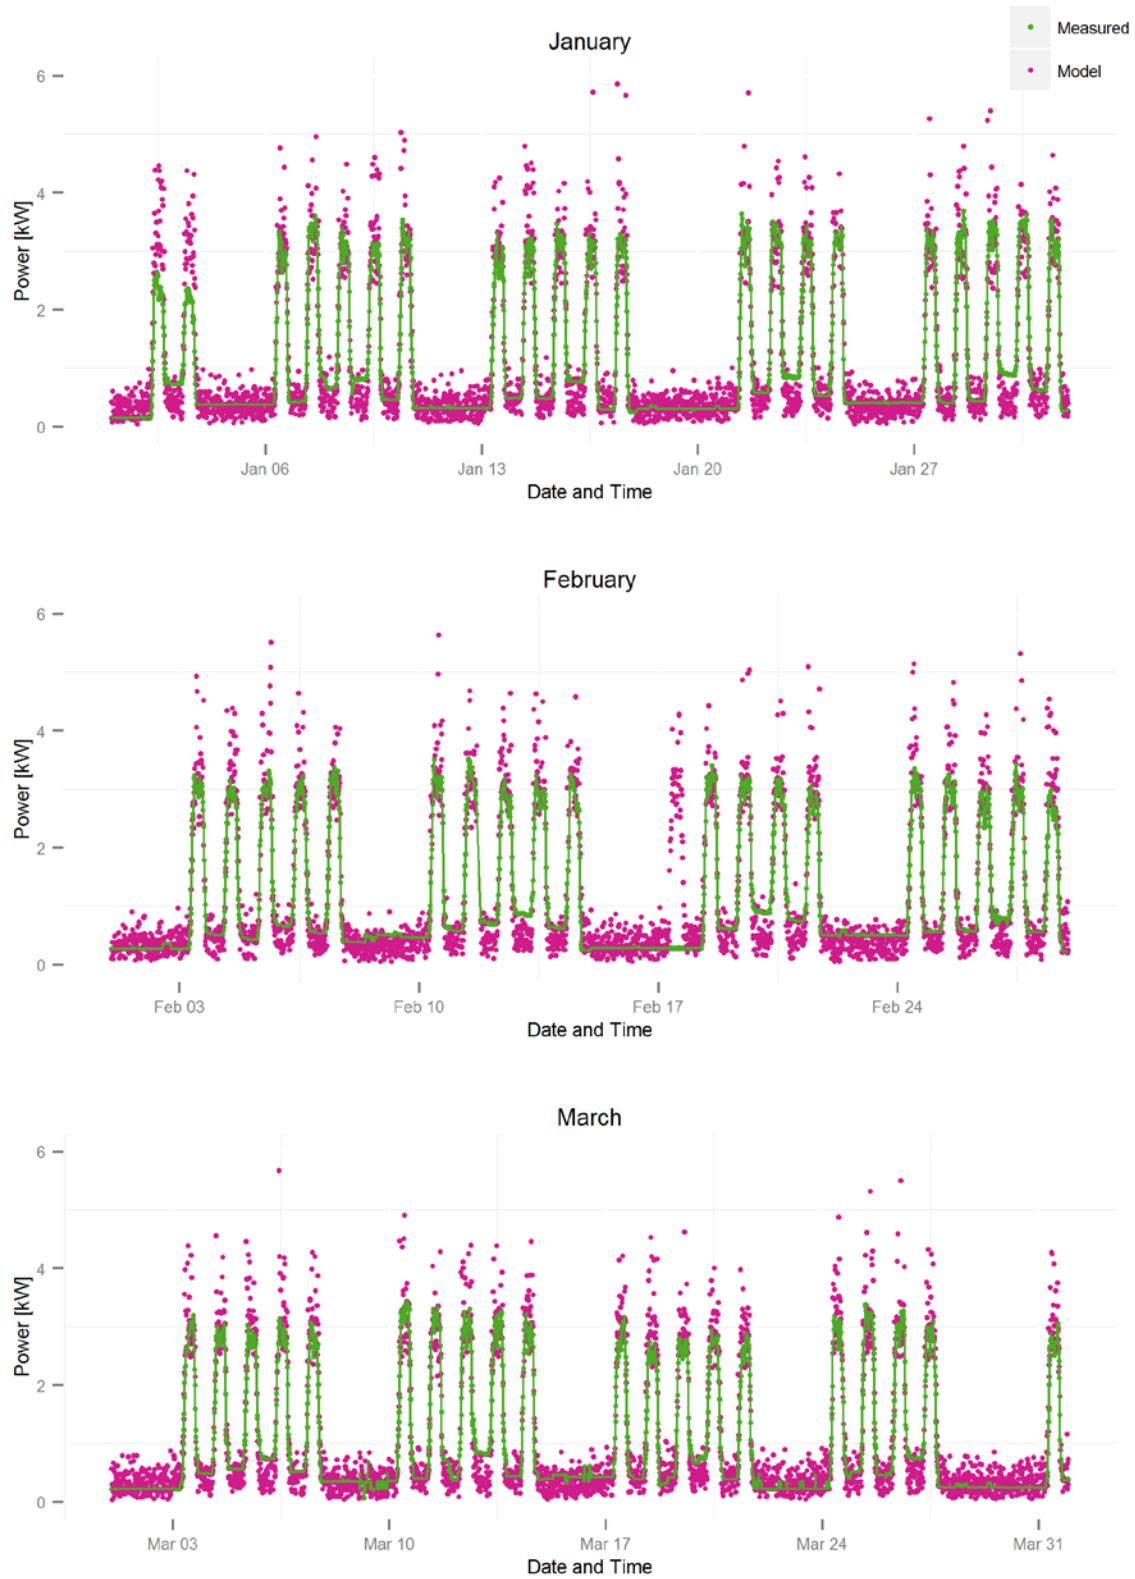 January
Measured
Model
6
4
2
0
Power [kW]
Jan 06
Jan 13
Jan 20
Jan 27
Date and Time
February
6
4
2
0
Power [kW]
Feb 03
Feb 10
Feb 17
Feb 24
Date and Time
March
6
4
2
0
Power [kW]
Mar 03
Mar 10
Mar 17
Mar 24
Mar 31
Date and Time